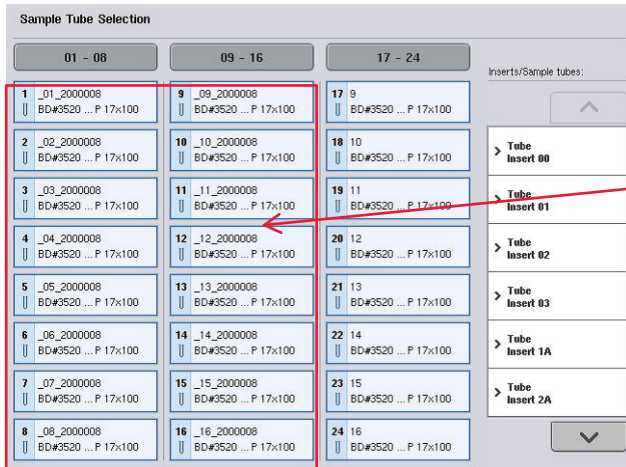 Sample Tube Selection
01 - 08
09 - 16
17 - 24
Inserts/Sample tubes:
1 _01_2000008
BD#3520 ... P 17x100
9 _09_2000008
BD#3520 ... P 17x100
17 9
BD#3520 ... P 17x100
2 _02_2000008
BD#3520 ... P 17x100
10 _10_2000008
BD#3520 ... P 17x100
18 10
BD#3520 ... P 17x100
3 _03_2000008
BD#3520 ... P 17x100
11 _11_2000008
BD#3520 ... P 17x100
19 11
BD#3520 ... P 17x100
4 _04_2000008
BD#3520 ... P 17x100
12 _12_2000008
BD#3520 ... P 17x100
20 12
BD#3520 ... P 17x100
5 _05_2000008
BD#3520 ... P 17x100
13 _13_2000008
BD#3520 ... P 17x100
21 13
BD#3520 ... P 17x100
6 _06_2000008
BD#3520 ... P 17x100
14 _14_2000008
BD#3520 ... P 17x100
22 14
BD#3520 ... P 17x100
7 _07_2000008
BD#3520 ... P 17x100
15 _15_2000008
BD#3520 ... P 17x100
23 15
BD#3520 ... P 17x100
8 _08_2000008
BD#3520 ... P 17x100
16 _16_2000008
BD#3520 ... P 17x100
24 16
BD#3520 ... P 17x100
> Tube
Insert 00
> Tube
Insert 01
> Tube
Insert 02
> Tube
Insert 03
> Tube
Insert 1A
> Tube
Insert 2A